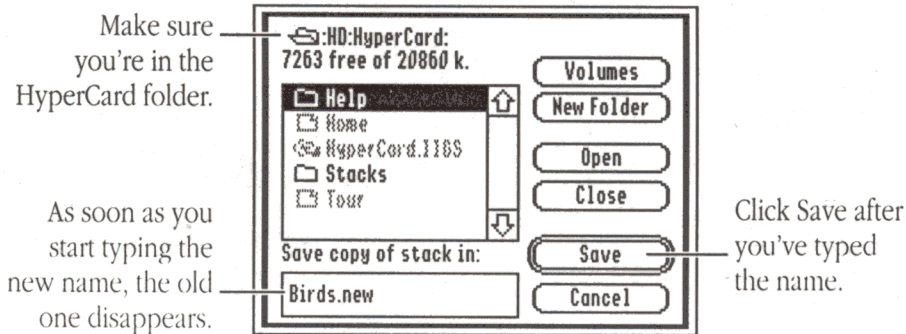 Make sure
you're in the
HyperCard folder.
:HD:HyperCard:
7263 free of 20860 k.
Help
Home
HyperCard.IIGS
Stacks
Tour
Save copy of stack in:
Birds.new
Volumes
New Folder
Open
Close
Save
Cancel
As soon as you
start typing the
new name, the old
one disappears.
Click Save after
you've typed
the name.